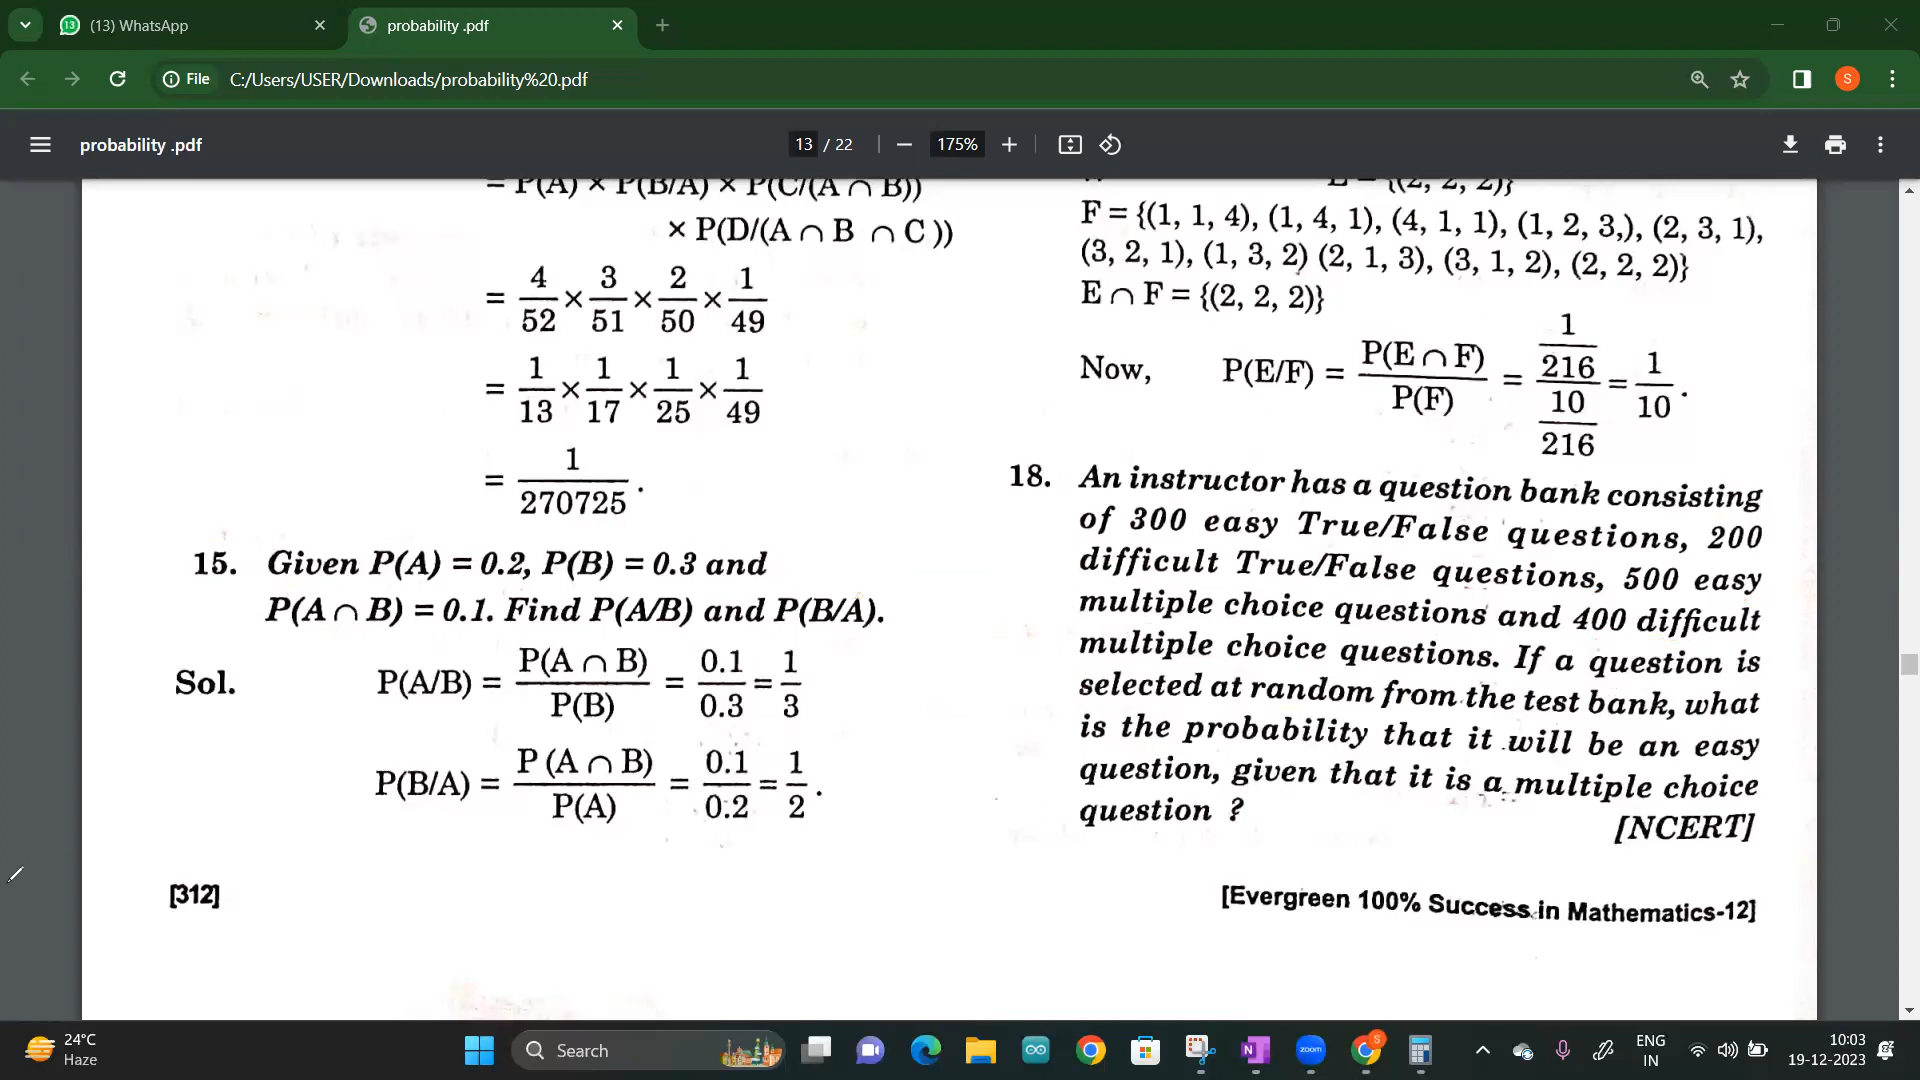 (13) WhatsApp
probability .pdf
File
C:/Users/USER/Downloads/probability%20.pdf
S
probability .pdf
13 / 22
175%
= P(A) × P(B/A) × P(C/(A ∩ B))
× P(D/(A ∩ B ∩ C ))
= 4/52 × 3/51 × 2/50 × 1/49
= 1/13 × 1/17 × 1/25 × 1/49
= 1/270725 .
15. Given P(A) = 0.2, P(B) = 0.3 and
P(A ∩ B) = 0.1. Find P(A/B) and P(B/A).
Sol. P(A/B) = P(A ∩ B)/P(B) = 0.1/0.3 = 1/3
P(B/A) = P (A ∩ B)/P(A) = 0.1/0.2 = 1/2 .
[312]
E = {(2, 2, 2)}
F = {(1, 1, 4), (1, 4, 1), (4, 1, 1), (1, 2, 3,), (2, 3, 1),
(3, 2, 1), (1, 3, 2) (2, 1, 3), (3, 1, 2), (2, 2, 2)}
E ∩ F = {(2, 2, 2)}
Now, P(E/F) = P(E ∩ F)/P(F) = (1/216)/(10/216) = 1/10 .
18. An instructor has a question bank consisting
of 300 easy True/False questions, 200
difficult True/False questions, 500 easy
multiple choice questions and 400 difficult
multiple choice questions. If a question is
selected at random from the test bank, what
is the probability that it will be an easy
question, given that it is a multiple choice
question ?
[NCERT]
[Evergreen 100% Success in Mathematics-12]
24°C
Haze
Search
zoom
S
ENG
IN
10:03
19-12-2023